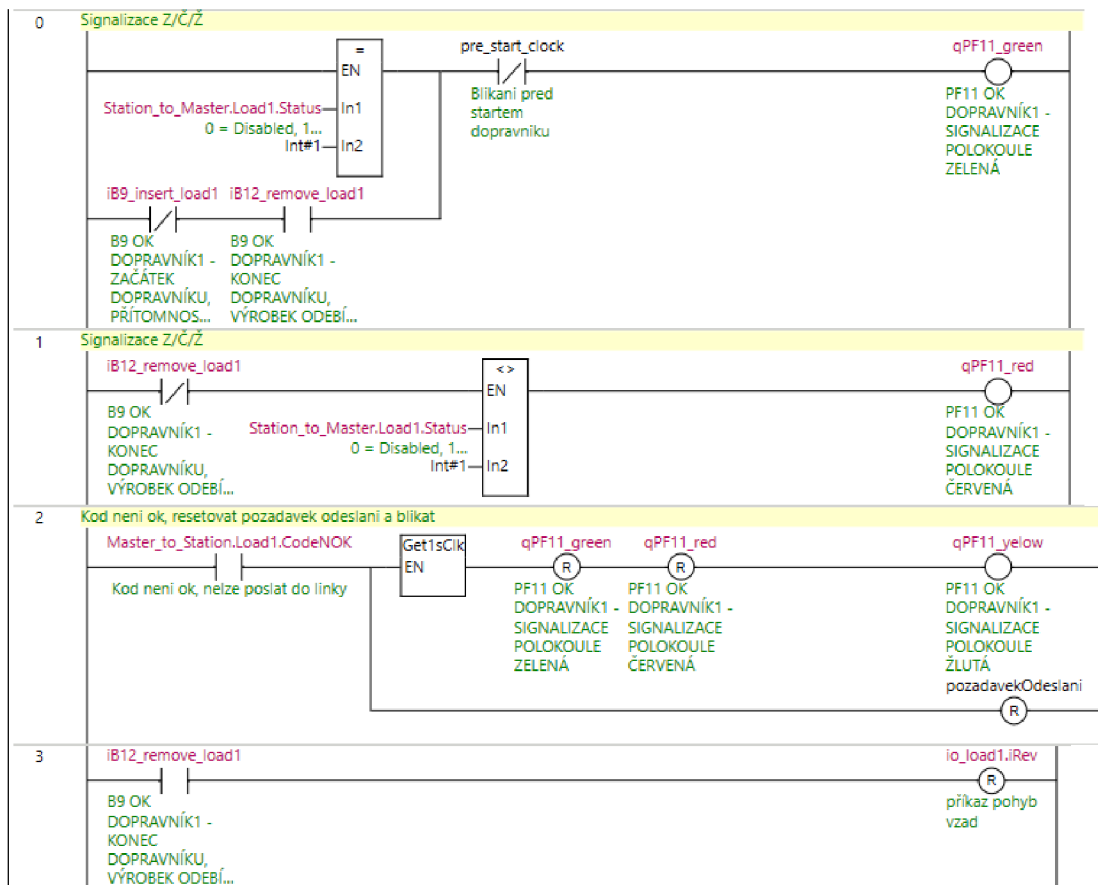 0 Signalizace Z/Č/Ž
= pre_start_clock qPF11_green
EN
Blikani pred
startem
dopravniku
PF11 OK
DOPRAVNÍK1 -
SIGNALIZACE
POLOKOULE
ZELENÁ
Station_to_Master.Load1.Status In1
0 = Disabled, 1...
Int#1 In2
iB9_insert_load1 iB12_remove_load1
B9 OK
DOPRAVNÍK1 -
ZAČÁTEK
DOPRAVNÍKU,
PŘÍTOMNOS...
B9 OK
DOPRAVNÍK1 -
KONEC
DOPRAVNÍKU,
VÝROBEK ODEBÍ...
1 Signalizace Z/Č/Ž
iB12_remove_load1 <> qPF11_red
EN
B9 OK
DOPRAVNÍK1 -
KONEC
DOPRAVNÍKU,
VÝROBEK ODEBÍ...
Station_to_Master.Load1.Status In1
0 = Disabled, 1...
Int#1 In2
PF11 OK
DOPRAVNÍK1 -
SIGNALIZACE
POLOKOULE
ČERVENÁ
2 Kod neni ok, resetovat pozadavek odeslani a blikat
Master_to_Station.Load1.CodeNOK Get1sClk qPF11_green qPF11_red qPF11_yelow
EN R R
Kod neni ok, nelze poslat do linky
PF11 OK
DOPRAVNÍK1 -
SIGNALIZACE
POLOKOULE
ZELENÁ
PF11 OK
DOPRAVNÍK1 -
SIGNALIZACE
POLOKOULE
ČERVENÁ
PF11 OK
DOPRAVNÍK1 -
SIGNALIZACE
POLOKOULE
ŽLUTÁ
pozadavekOdeslani
R
3 iB12_remove_load1 io_load1.iRev
R
B9 OK
DOPRAVNÍK1 -
KONEC
DOPRAVNÍKU,
VÝROBEK ODEBÍ...
příkaz pohyb
vzad